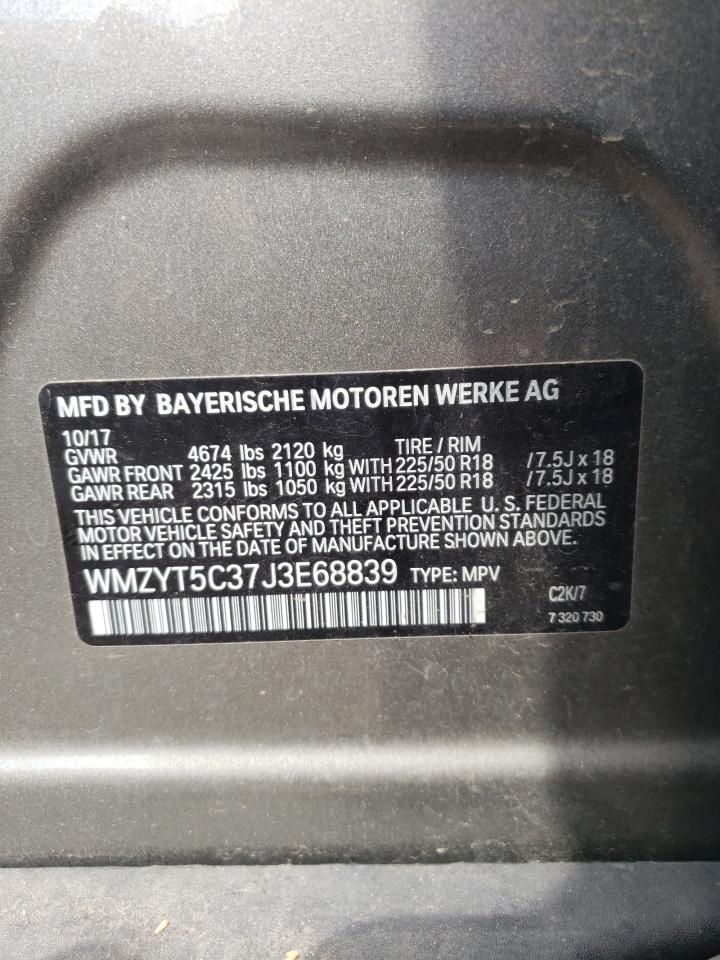 MFD BY BAYERISCHE MOTOREN WERKE AG
10/17
GVWR 4674 lbs 2120 kg TIRE / RIM
GAWR FRONT 2425 lbs 1100 kg WITH 225/50 R18 /7.5J x 18
GAWR REAR 2315 lbs 1050 kg WITH 225/50 R18 /7.5J x 18
THIS VEHICLE CONFORMS TO ALL APPLICABLE U. S. FEDERAL
MOTOR VEHICLE SAFETY AND THEFT PREVENTION STANDARDS
IN EFFECT ON THE DATE OF MANUFACTURE SHOWN ABOVE.
WMZYT5C37J3E68839 TYPE: MPV
C2K/7
7 320 730